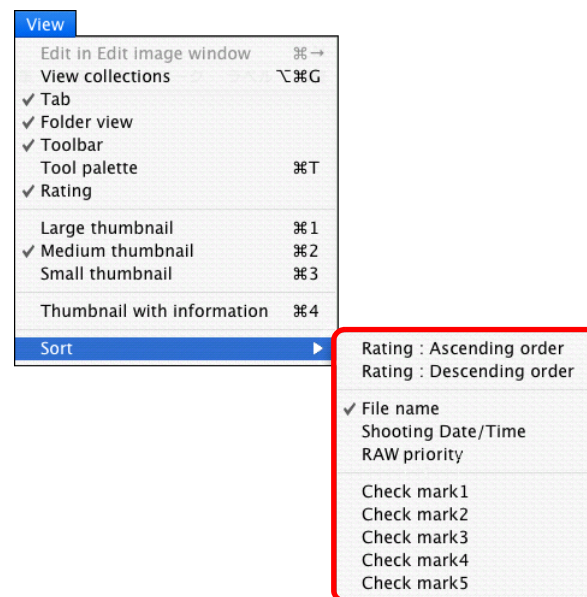 View
Edit in Edit image window ⌘→
View collections ⌥⌘G
✓ Tab
✓ Folder view
✓ Toolbar
Tool palette ⌘T
✓ Rating
Large thumbnail ⌘1
✓ Medium thumbnail ⌘2
Small thumbnail ⌘3
Thumbnail with information ⌘4
Sort ▶
Rating : Ascending order
Rating : Descending order
✓ File name
Shooting Date/Time
RAW priority
Check mark1
Check mark2
Check mark3
Check mark4
Check mark5